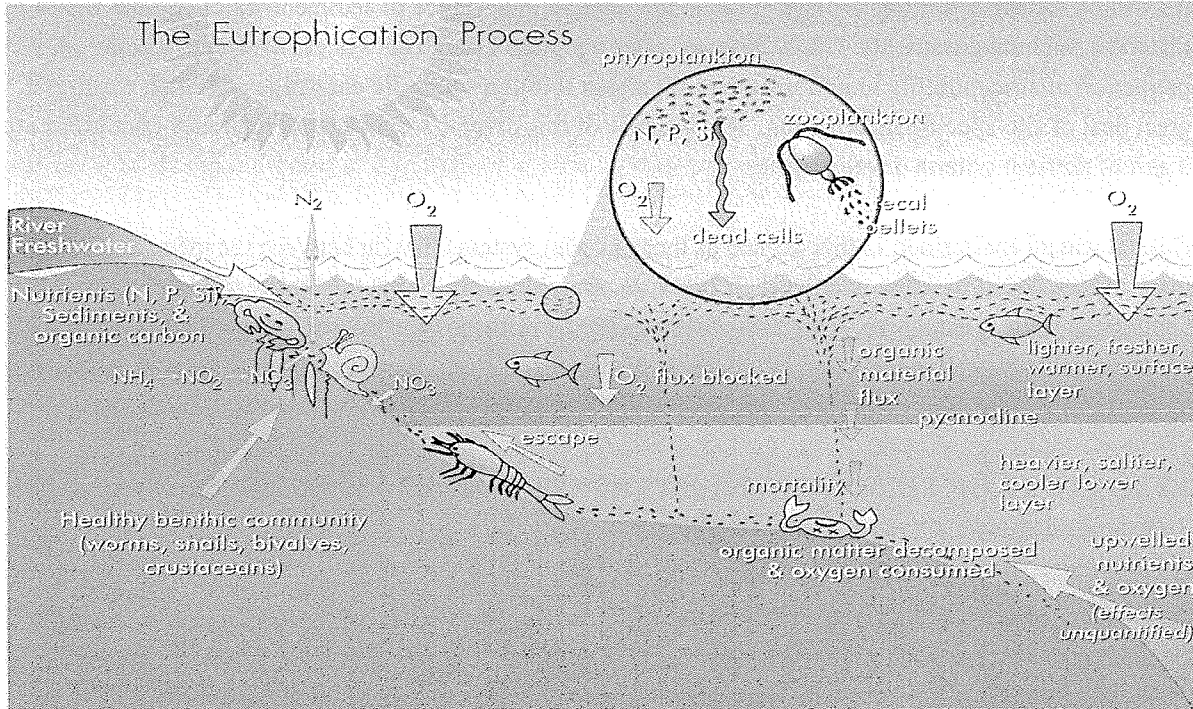 The Eutrophication Process
phytoplankton
N, P, Si
zooplankton
O2
fecal
pellets
dead cells
N2
O2
O2
River
Freshwater
Nutrients (N, P, Si)
Sediments, &
organic carbon
NH4 → NO2 → NO3
NO3
O2 flux blocked
organic
material
flux
lighter, fresher,
warmer, surface
layer
pycnocline
escape
heavier, saltier,
cooler lower
layer
mortality
Healthy benthic community
(worms, snails, bivalves,
crustaceans)
organic matter decomposed
& oxygen consumed
upwelled
nutrients
& oxygen
(effects
unquantified)